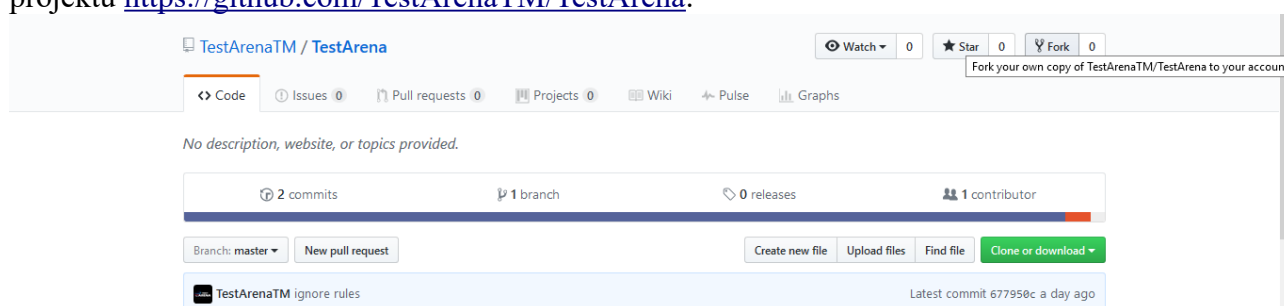 projektu https://github.com/TestArenaTM/TestArena.
TestArenaTM / TestArena Watch 0 Star 0 Fork 0
Fork your own copy of TestArenaTM/TestArena to your accoun
Code Issues 0 Pull requests 0 Projects 0 Wiki Pulse Graphs
No description, website, or topics provided.
2 commits 1 branch 0 releases 1 contributor
Branch: master New pull request Create new file Upload files Find file Clone or download
TestArenaTM ignore rules Latest commit 677950c a day ago